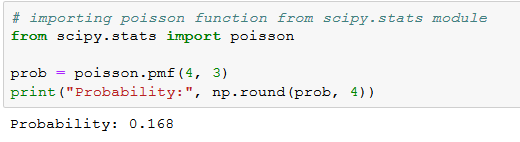 # importing poisson function from scipy.stats module
from scipy.stats import poisson
prob = poisson.pmf(4, 3)
print("Probability:", np.round(prob, 4))
Probability: 0.168